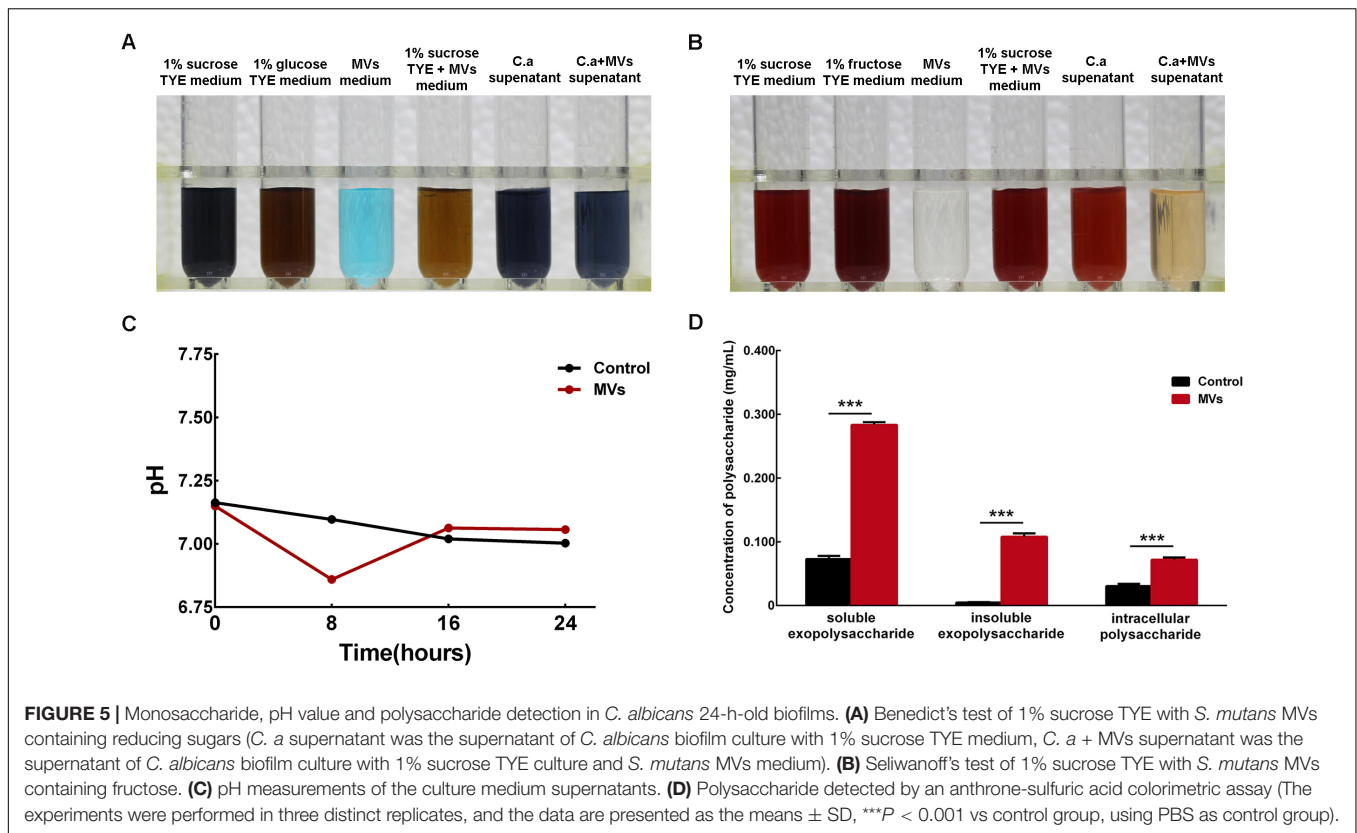 A
1% sucrose TYE medium
1% glucose TYE medium
MVs medium
1% sucrose TYE + MVs medium
C.a supenatant
C.a+MVs supenatant
B
1% sucrose TYE medium
1% fructose TYE medium
MVs medium
1% sucrose TYE + MVs medium
C.a supenatant
C.a+MVs supenatant
C
7.75
7.50
7.25
7.00
6.75
pH
0 8 16 24
Time(hours)
Control
MVs
D
Concentration of polysaccharide (mg/mL)
0.400
0.300
0.200
0.100
0
***
***
***
Control
MVs
soluble exopolysaccharide
insoluble exopolysaccharide
intracellular polysaccharide
FIGURE 5 | Monosaccharide, pH value and polysaccharide detection in C. albicans 24-h-old biofilms. (A) Benedict's test of 1% sucrose TYE with S. mutans MVs
containing reducing sugars (C. a supernatant was the supernatant of C. albicans biofilm culture with 1% sucrose TYE medium, C. a + MVs supernatant was the
supernatant of C. albicans biofilm culture with 1% sucrose TYE culture and S. mutans MVs medium). (B) Seliwanoff's test of 1% sucrose TYE with S. mutans MVs
containing fructose. (C) pH measurements of the culture medium supernatants. (D) Polysaccharide detected by an anthrone-sulfuric acid colorimetric assay (The
experiments were performed in three distinct replicates, and the data are presented as the means ± SD, ***P < 0.001 vs control group, using PBS as control group).